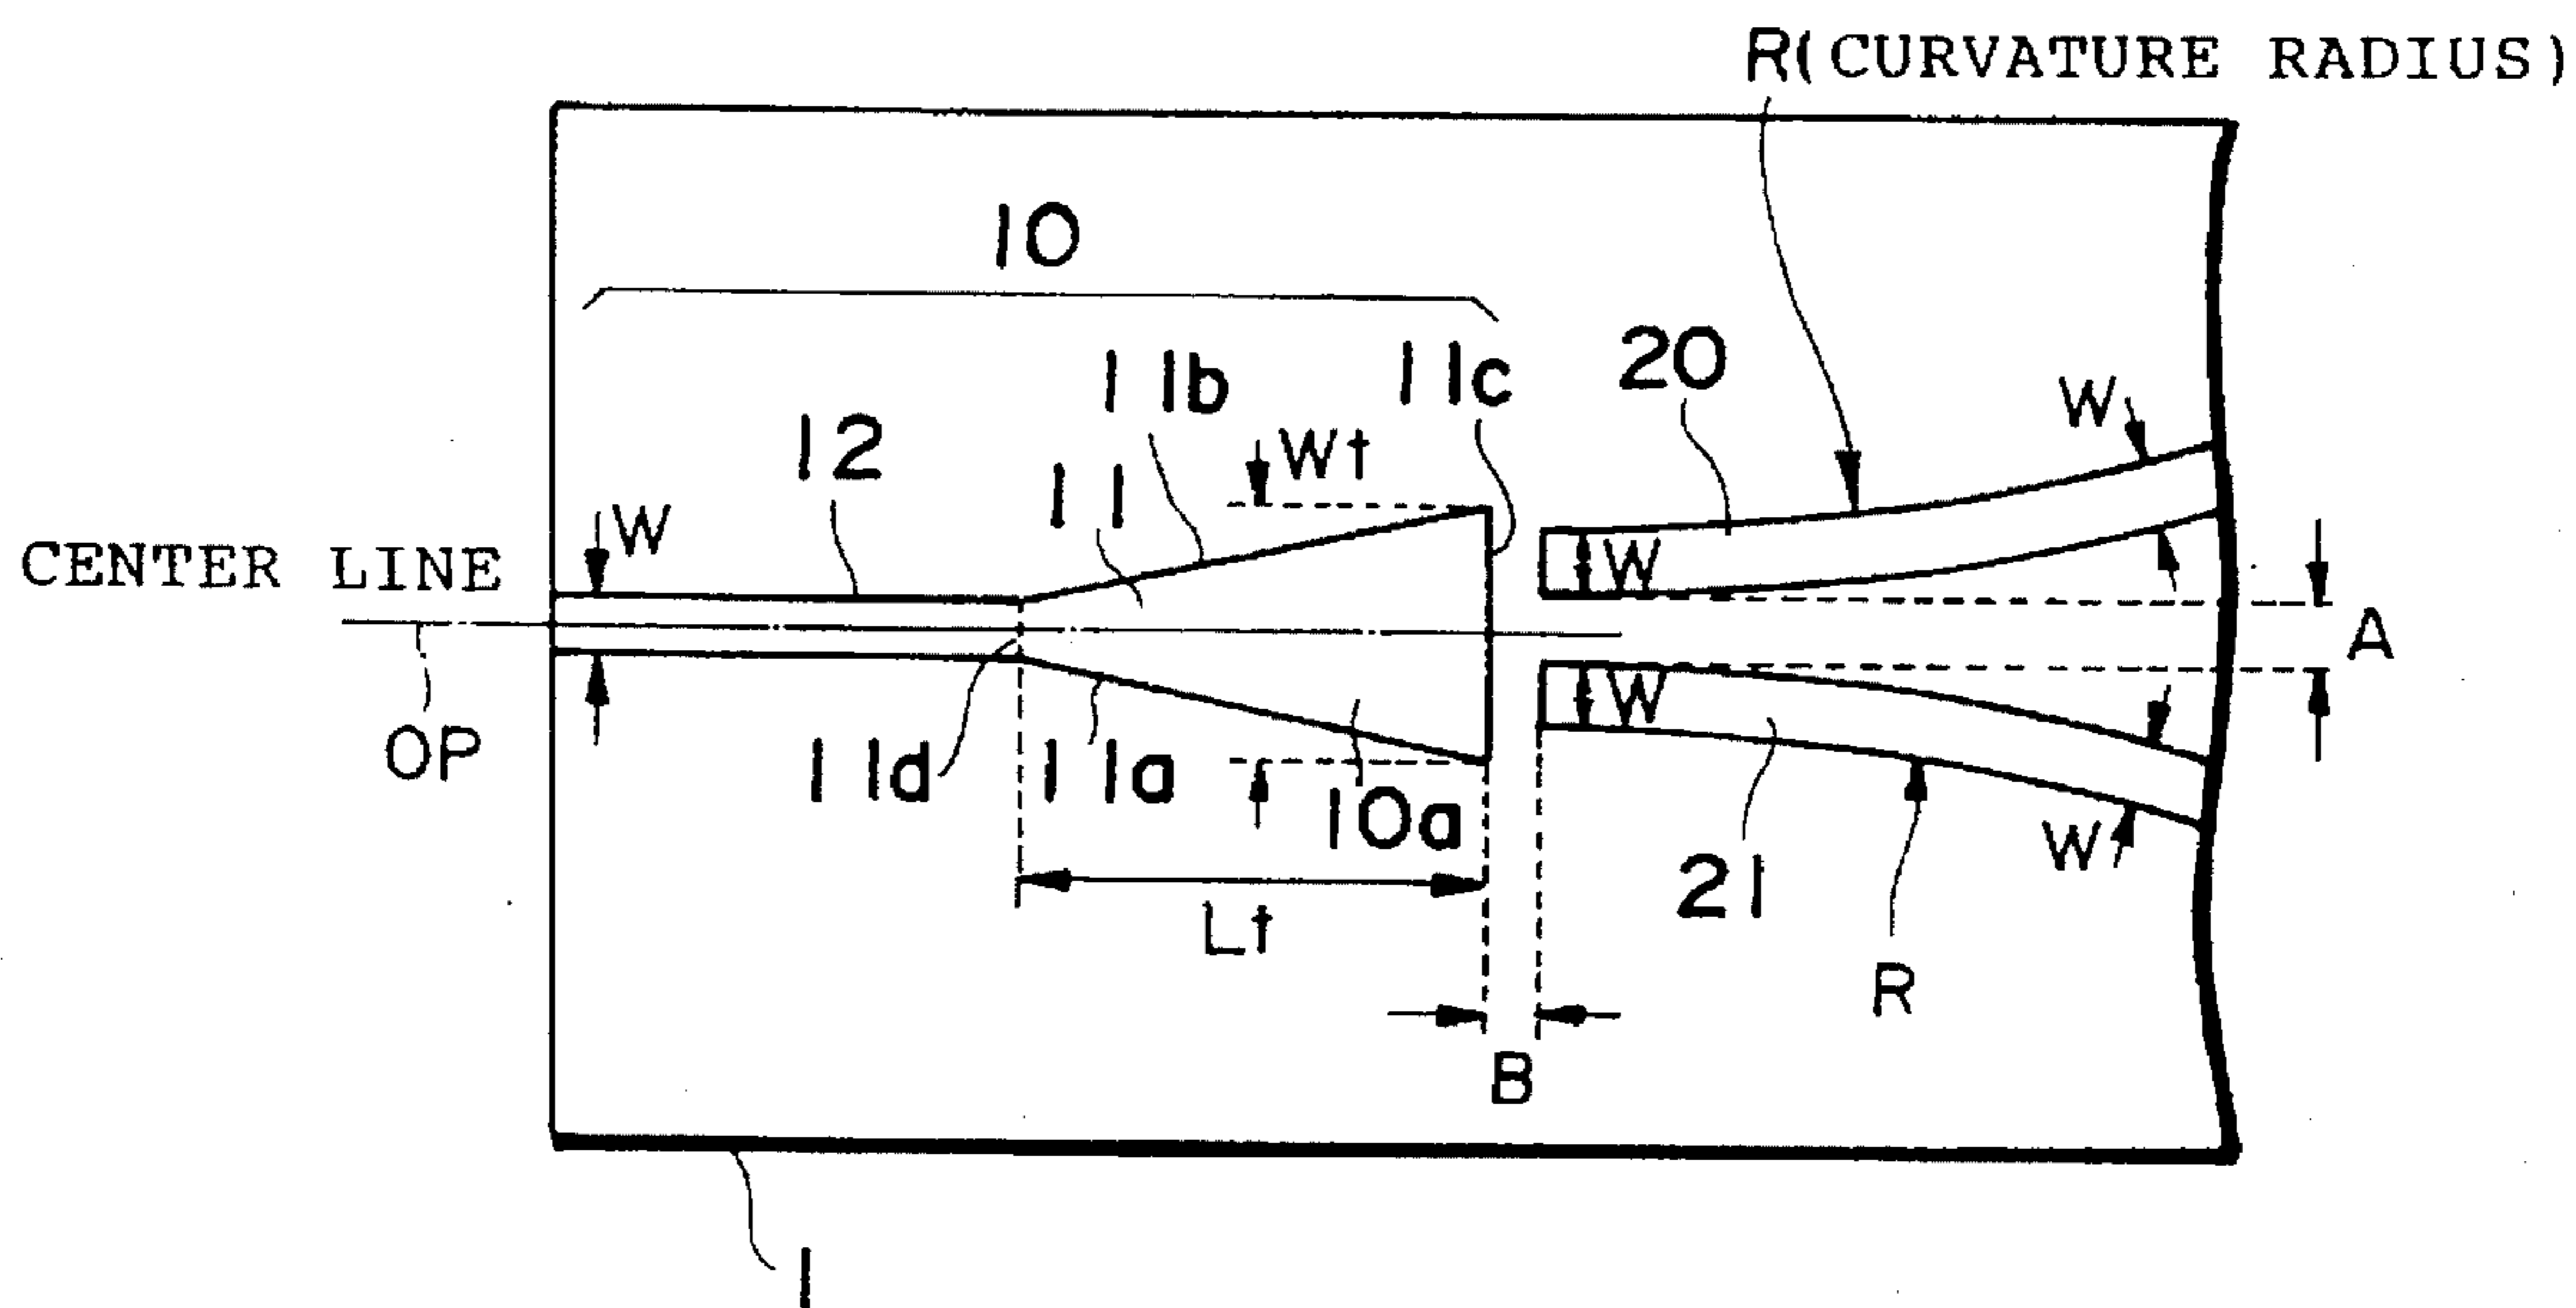 R(CURVATURE RADIUS)
10
11b
11c
20
W
12
11
Wt
W
W
CENTER LINE
A
W
OP
11d
11a
10a
21
W
Lt
R
B
1